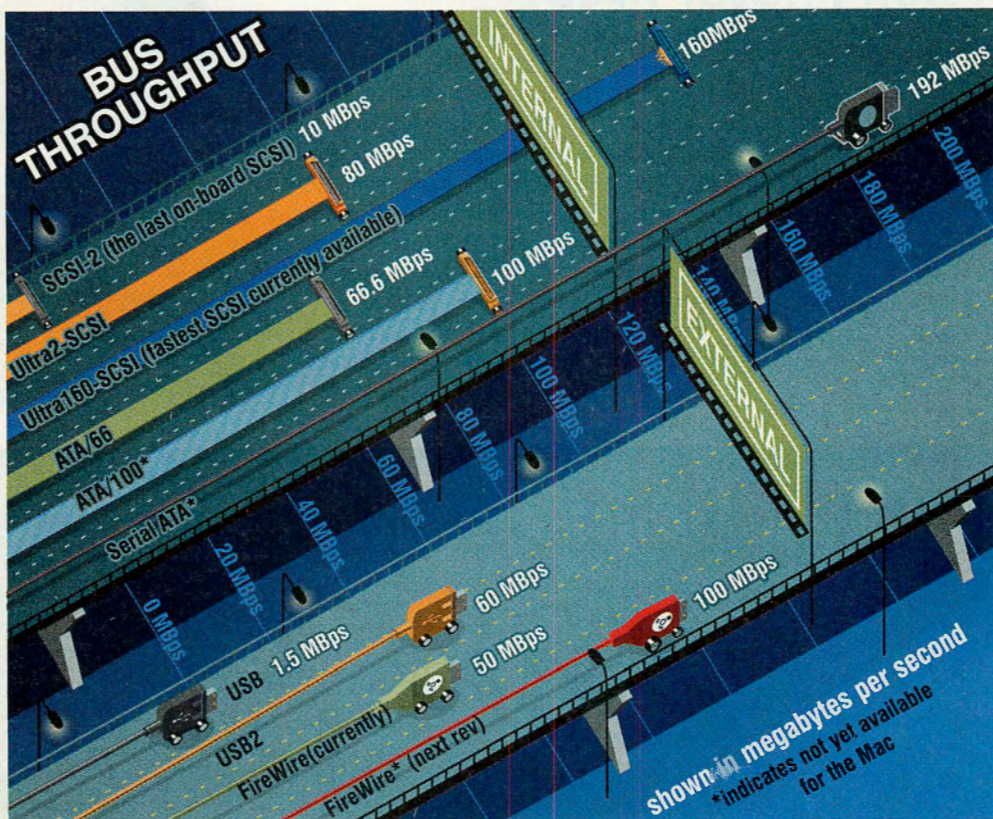 BUS
THROUGHPUT
INTERNAL
SCSI-2 (the last on-board SCSI) 10 MBps
Ultra2-SCSI 80 MBps
Ultra160-SCSI (fastest SCSI currently available) 160MBps
ATA/66 66.6 MBps
ATA/100* 100 MBps
Serial ATA* 192 MBps
0 MBps
20 MBps
40 MBps
60 MBps
80 MBps
100 MBps
120 MBps
140 MBps
160 MBps
180 MBps
200 MBps
EXTERNAL
USB 1.5 MBps
USB2 60 MBps
FireWire(currently) 50 MBps
FireWire* (next rev) 100 MBps
shown in megabytes per second
*indicates not yet available
for the Mac